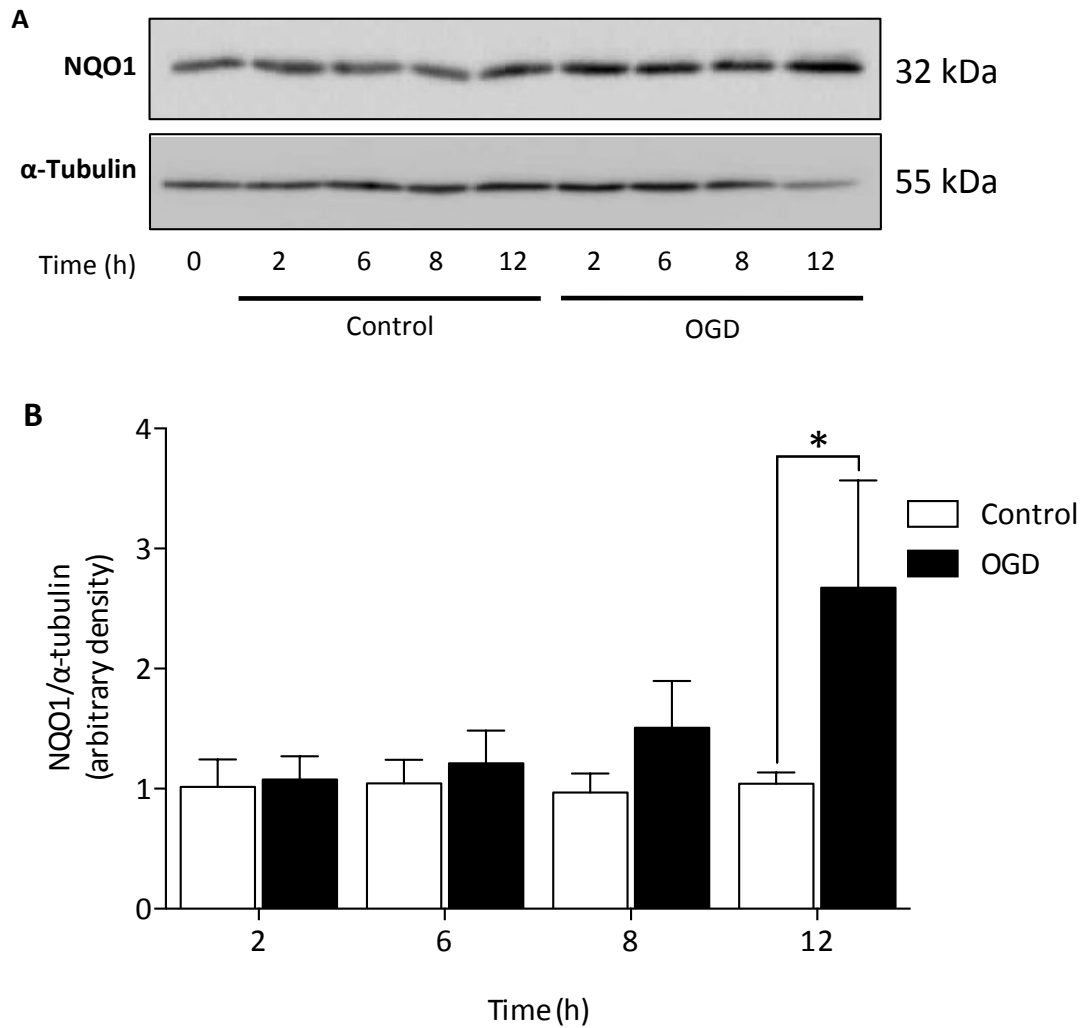 A
NQO1
32 kDa
α-Tubulin
55 kDa
Time (h) 0 2 6 8 12 2 6 8 12
Control OGD
B
*
4
3
2
1
0
NQO1/α-tubulin
(arbitrary density)
Control
OGD
2 6 8 12
Time (h)